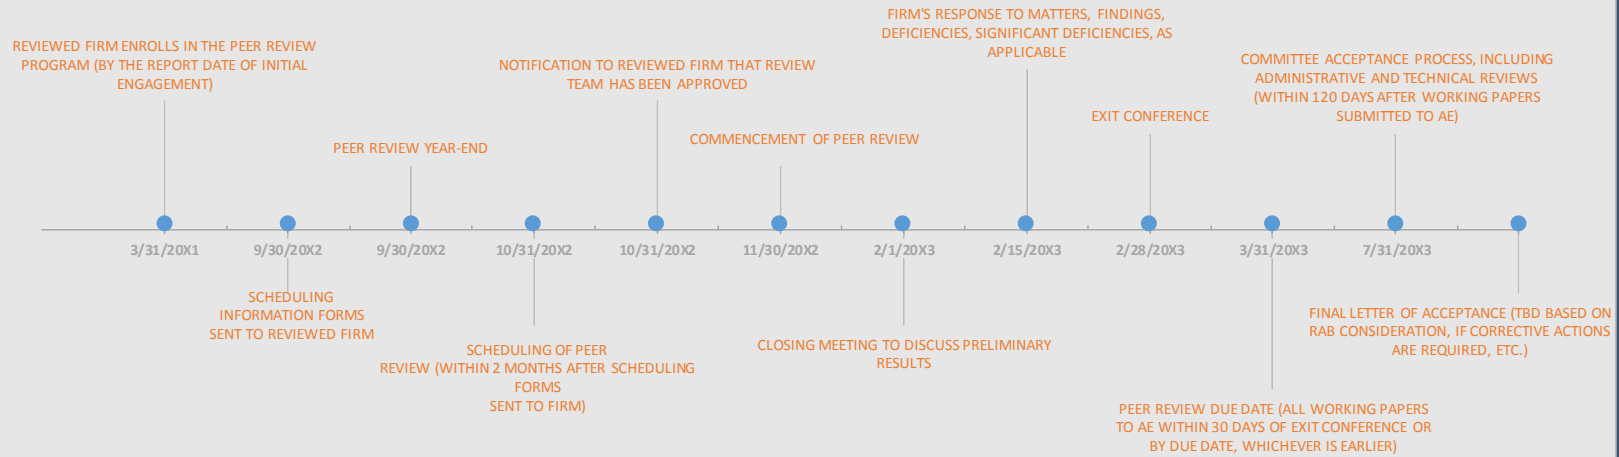 REVIEWED FIRM ENROLLS IN THE PEER REVIEW
PROGRAM (BY THE REPORT DATE OF INITIAL
ENGAGEMENT)
PEER REVIEW YEAR-END
NOTIFICATION TO REVIEWED FIRM THAT REVIEW
TEAM HAS BEEN APPROVED
COMMENCEMENT OF PEER REVIEW
FIRM'S RESPONSE TO MATTERS, FINDINGS,
DEFICIENCIES, SIGNIFICANT DEFICIENCIES, AS
APPLICABLE
EXIT CONFERENCE
COMMITTEE ACCEPTANCE PROCESS, INCLUDING
ADMINISTRATIVE AND TECHNICAL REVIEWS
(WITHIN 120 DAYS AFTER WORKING PAPERS
SUBMITTED TO AE)
3/31/20X1
9/30/20X2
9/30/20X2
10/31/20X2
10/31/20X2
11/30/20X2
2/1/20X3
2/15/20X3
2/28/20X3
3/31/20X3
7/31/20X3
SCHEDULING
INFORMATION FORMS
SENT TO REVIEWED FIRM
SCHEDULING OF PEER
REVIEW (WITHIN 2 MONTHS AFTER SCHEDULING
FORMS
SENT TO FIRM)
CLOSING MEETING TO DISCUSS PRELIMINARY
RESULTS
PEER REVIEW DUE DATE (ALL WORKING PAPERS
TO AE WITHIN 30 DAYS OF EXIT CONFERENCE OR
BY DUE DATE, WHICHEVER IS EARLIER)
FINAL LETTER OF ACCEPTANCE (TBD BASED ON
RAB CONSIDERATION, IF CORRECTIVE ACTIONS
ARE REQUIRED, ETC.)